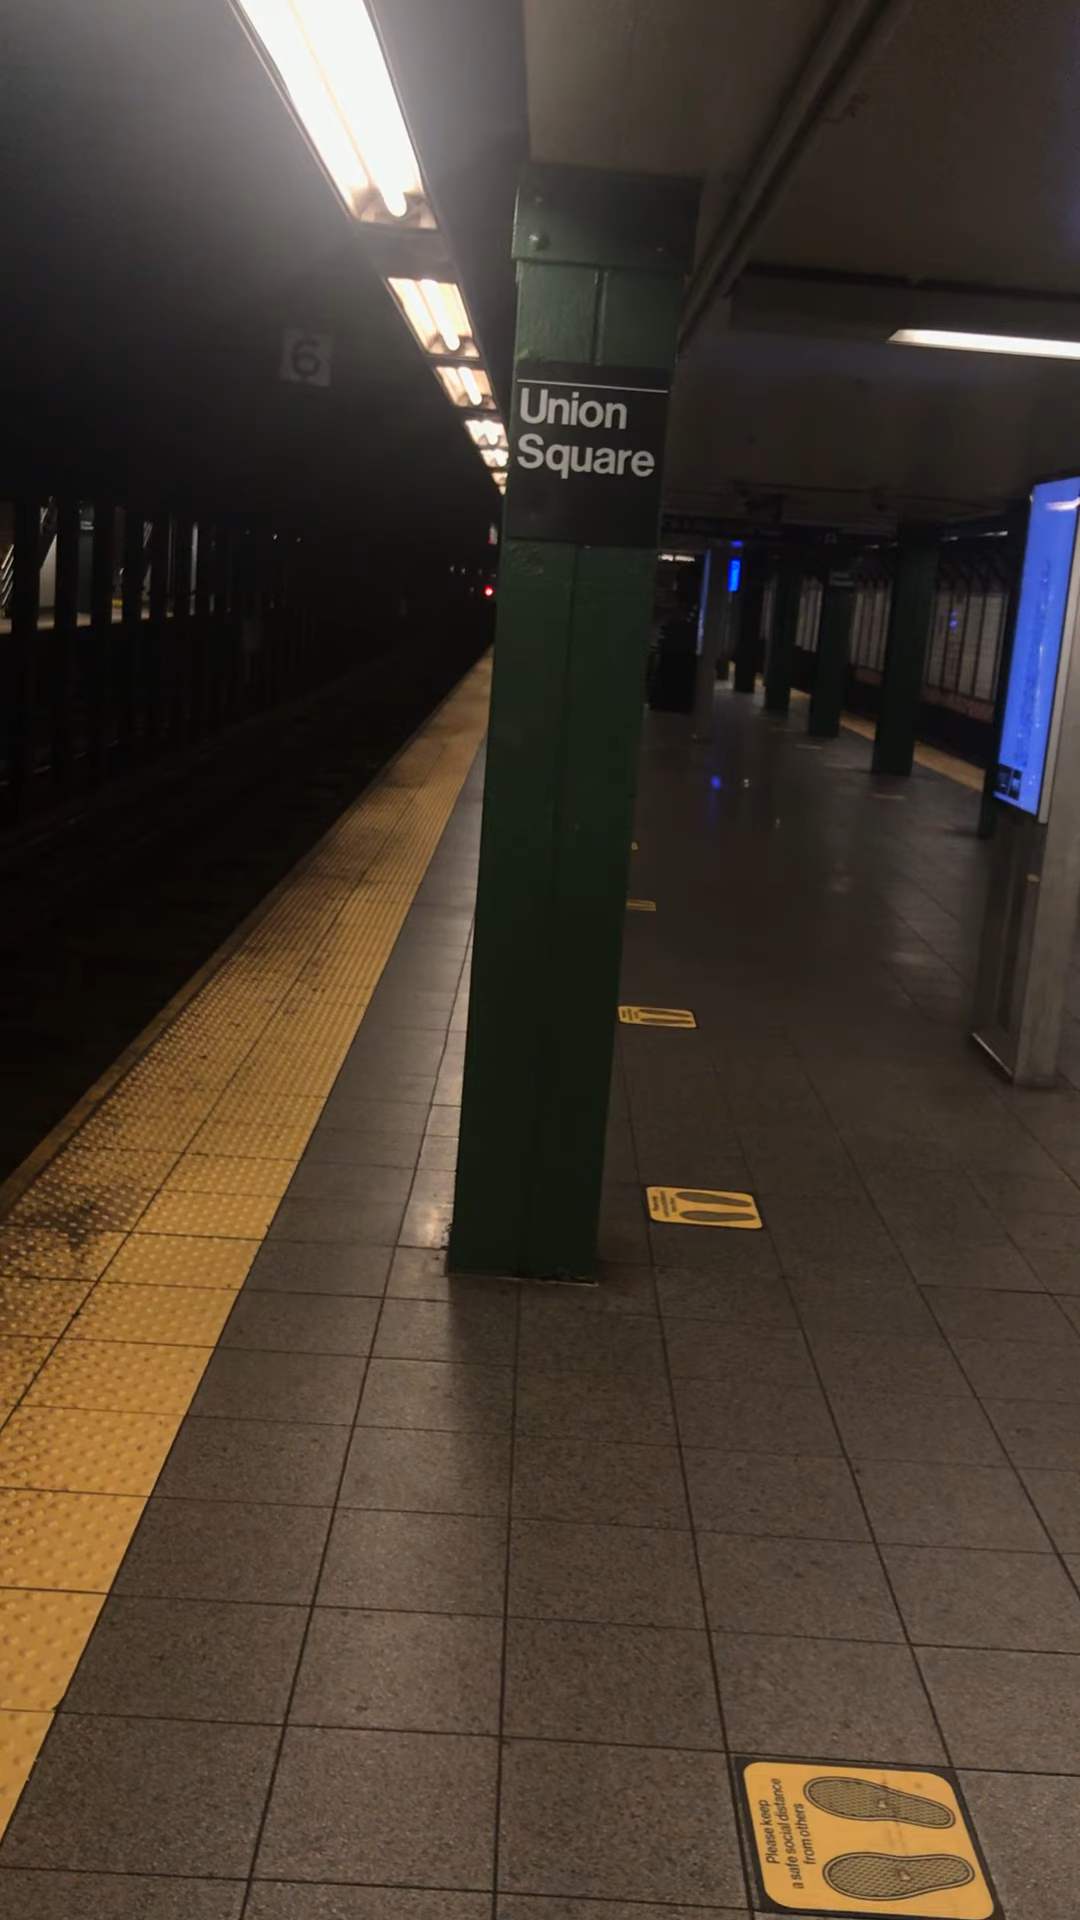 6
Union
Square
Please keep
a safe social distance
from others